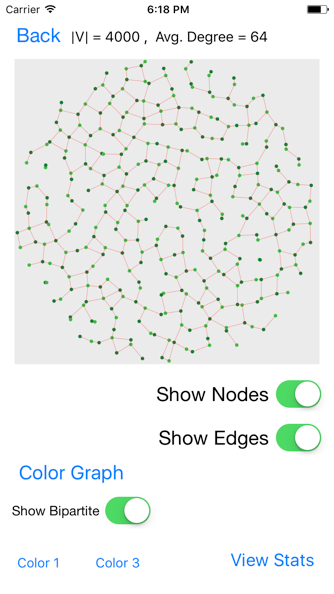 Carrier 6:18 PM
Back |V| = 4000 , Avg. Degree = 64
Show Nodes
Show Edges
Color Graph
Show Bipartite
Color 1 Color 3 View Stats